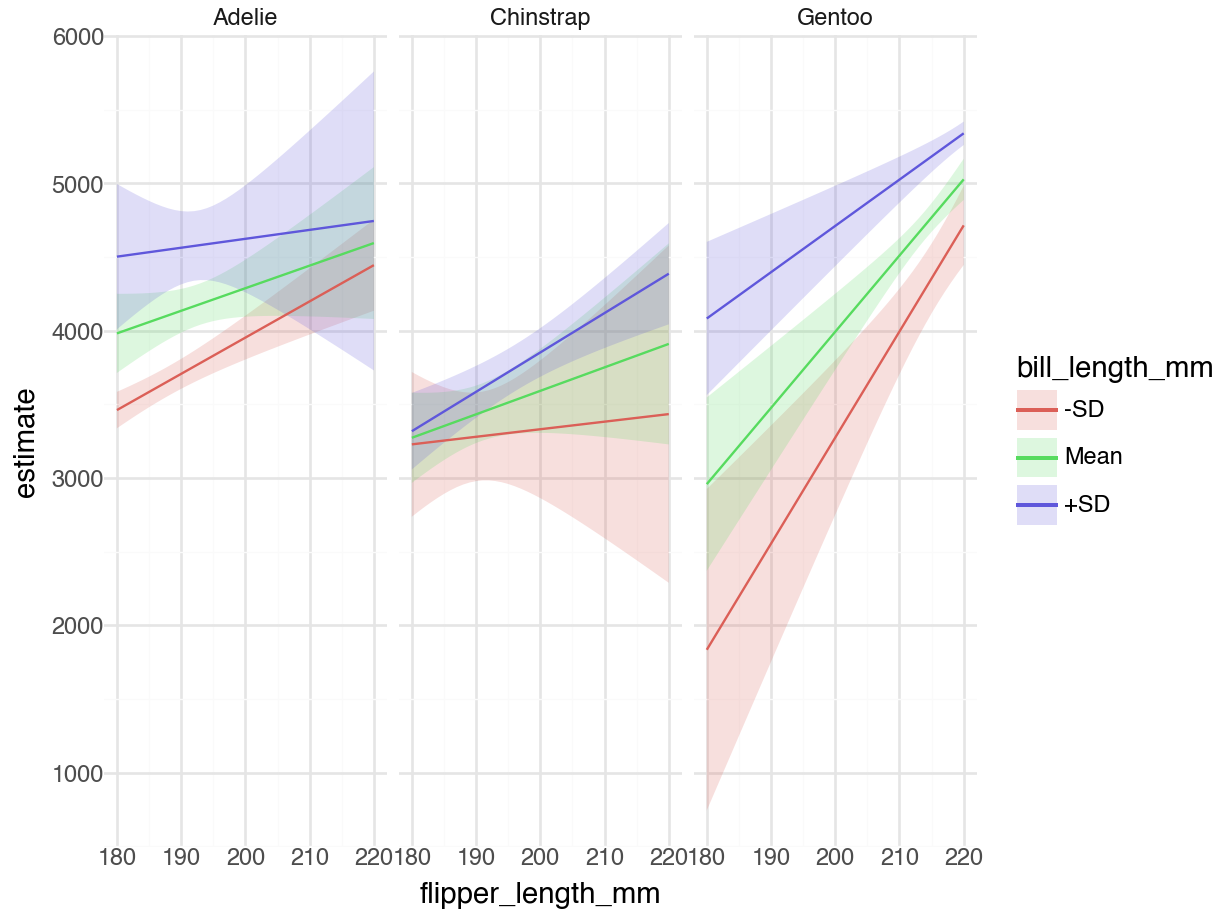 Adelie Chinstrap Gentoo
6000
5000
4000
3000
2000
1000
estimate
180 190 200 210 220 180 190 200 210 220 180 190 200 210 220
flipper_length_mm
bill_length_mm
-SD
Mean
+SD